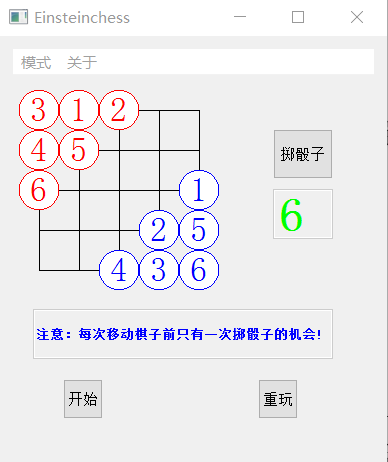 Einsteinchess
模式 关于
3 1 2
4 5
掷骰子
6 1
6
2 5
4 3 6
注意：每次移动棋子前只有一次掷骰子的机会!
开始 重玩